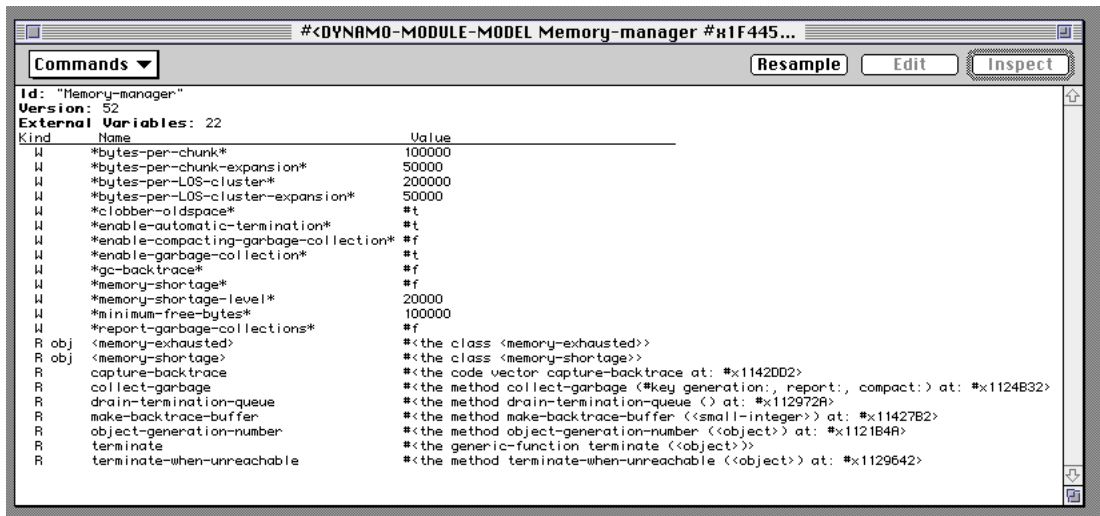 #<DYNAMO-MODULE-MODEL Memory-manager #x1F445...
Commands ▼ Resample Edit Inspect
Id: "Memory-manager"
Version: 52
External Variables: 22
Kind Name Value
W *bytes-per-chunk* 100000
W *bytes-per-chunk-expansion* 50000
W *bytes-per-LOS-cluster* 200000
W *bytes-per-LOS-cluster-expansion* 50000
W *clobber-oldspace* #t
W *enable-automatic-termination* #t
W *enable-compacting-garbage-collection* #f
W *enable-garbage-collection* #t
W *gc-backtrace* #f
W *memory-shortage* #f
W *memory-shortage-level* 20000
W *minimum-free-bytes* 100000
W *report-garbage-collections* #f
R obj <memory-exhausted> #<the class <memory-exhausted>>
R obj <memory-shortage> #<the class <memory-shortage>>
R capture-backtrace #<the code vector capture-backtrace at: #x1142DD2>
R collect-garbage #<the method collect-garbage (#key generation:, report:, compact:) at: #x1124B32>
R drain-termination-queue #<the method drain-termination-queue () at: #x112972A>
R make-backtrace-buffer #<the method make-backtrace-buffer (<small-integer>) at: #x11427B2>
R object-generation-number #<the method object-generation-number (<object>) at: #x1121B4A>
R terminate #<the generic-function terminate (<object>)>
R terminate-when-unreachable #<the method terminate-when-unreachable (<object>) at: #x1129642>